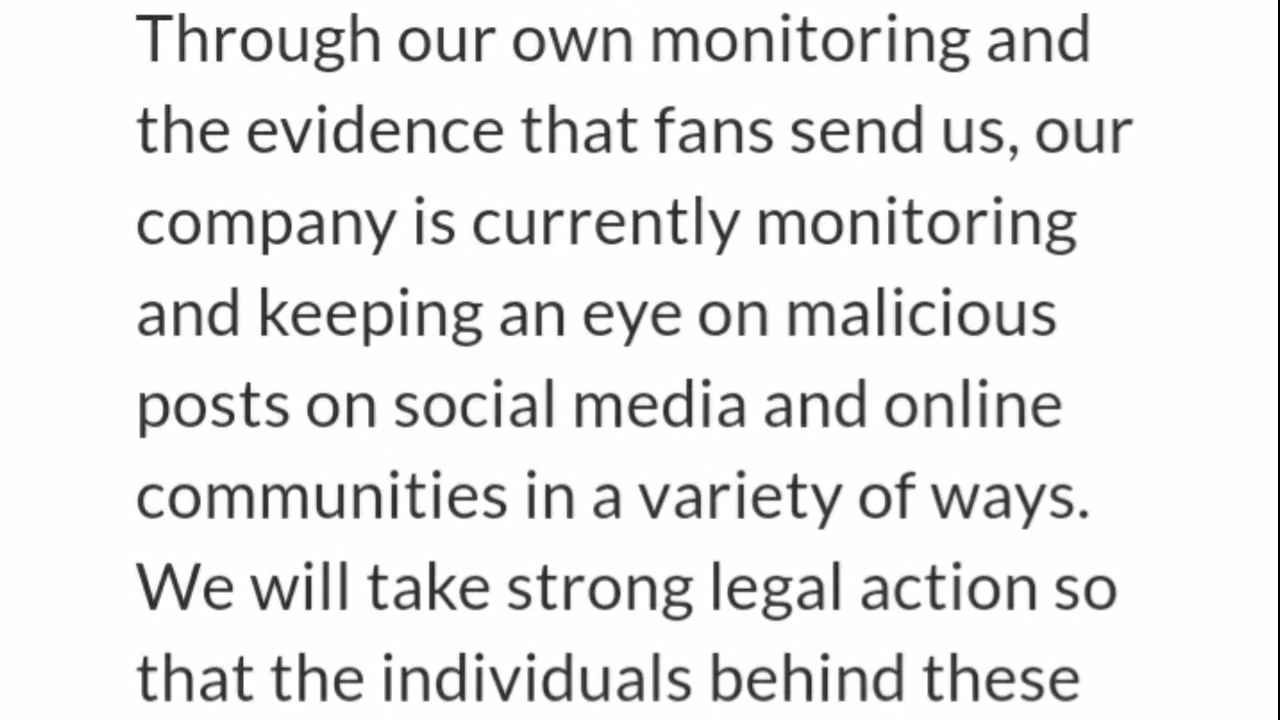 Through our own monitoring and
the evidence that fans send us, our
company is currently monitoring
and keeping an eye on malicious
posts on social media and online
communities in a variety of ways.
We will take strong legal action so
that the individuals behind these